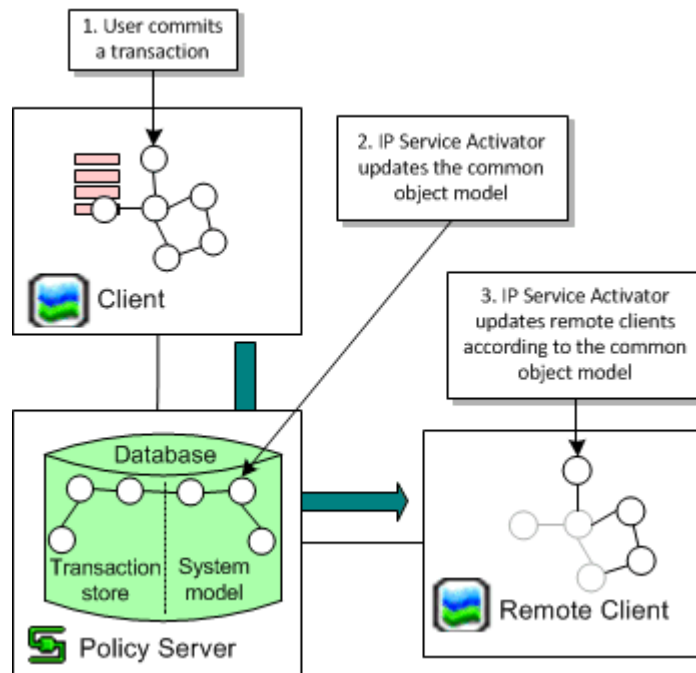 1. User commits
a transaction
2. IP Service Activator
updates the common
object model
Client
3. IP Service Activator
updates remote clients
according to the common
object model
Database
Transaction
store
System
model
Policy Server
Remote Client